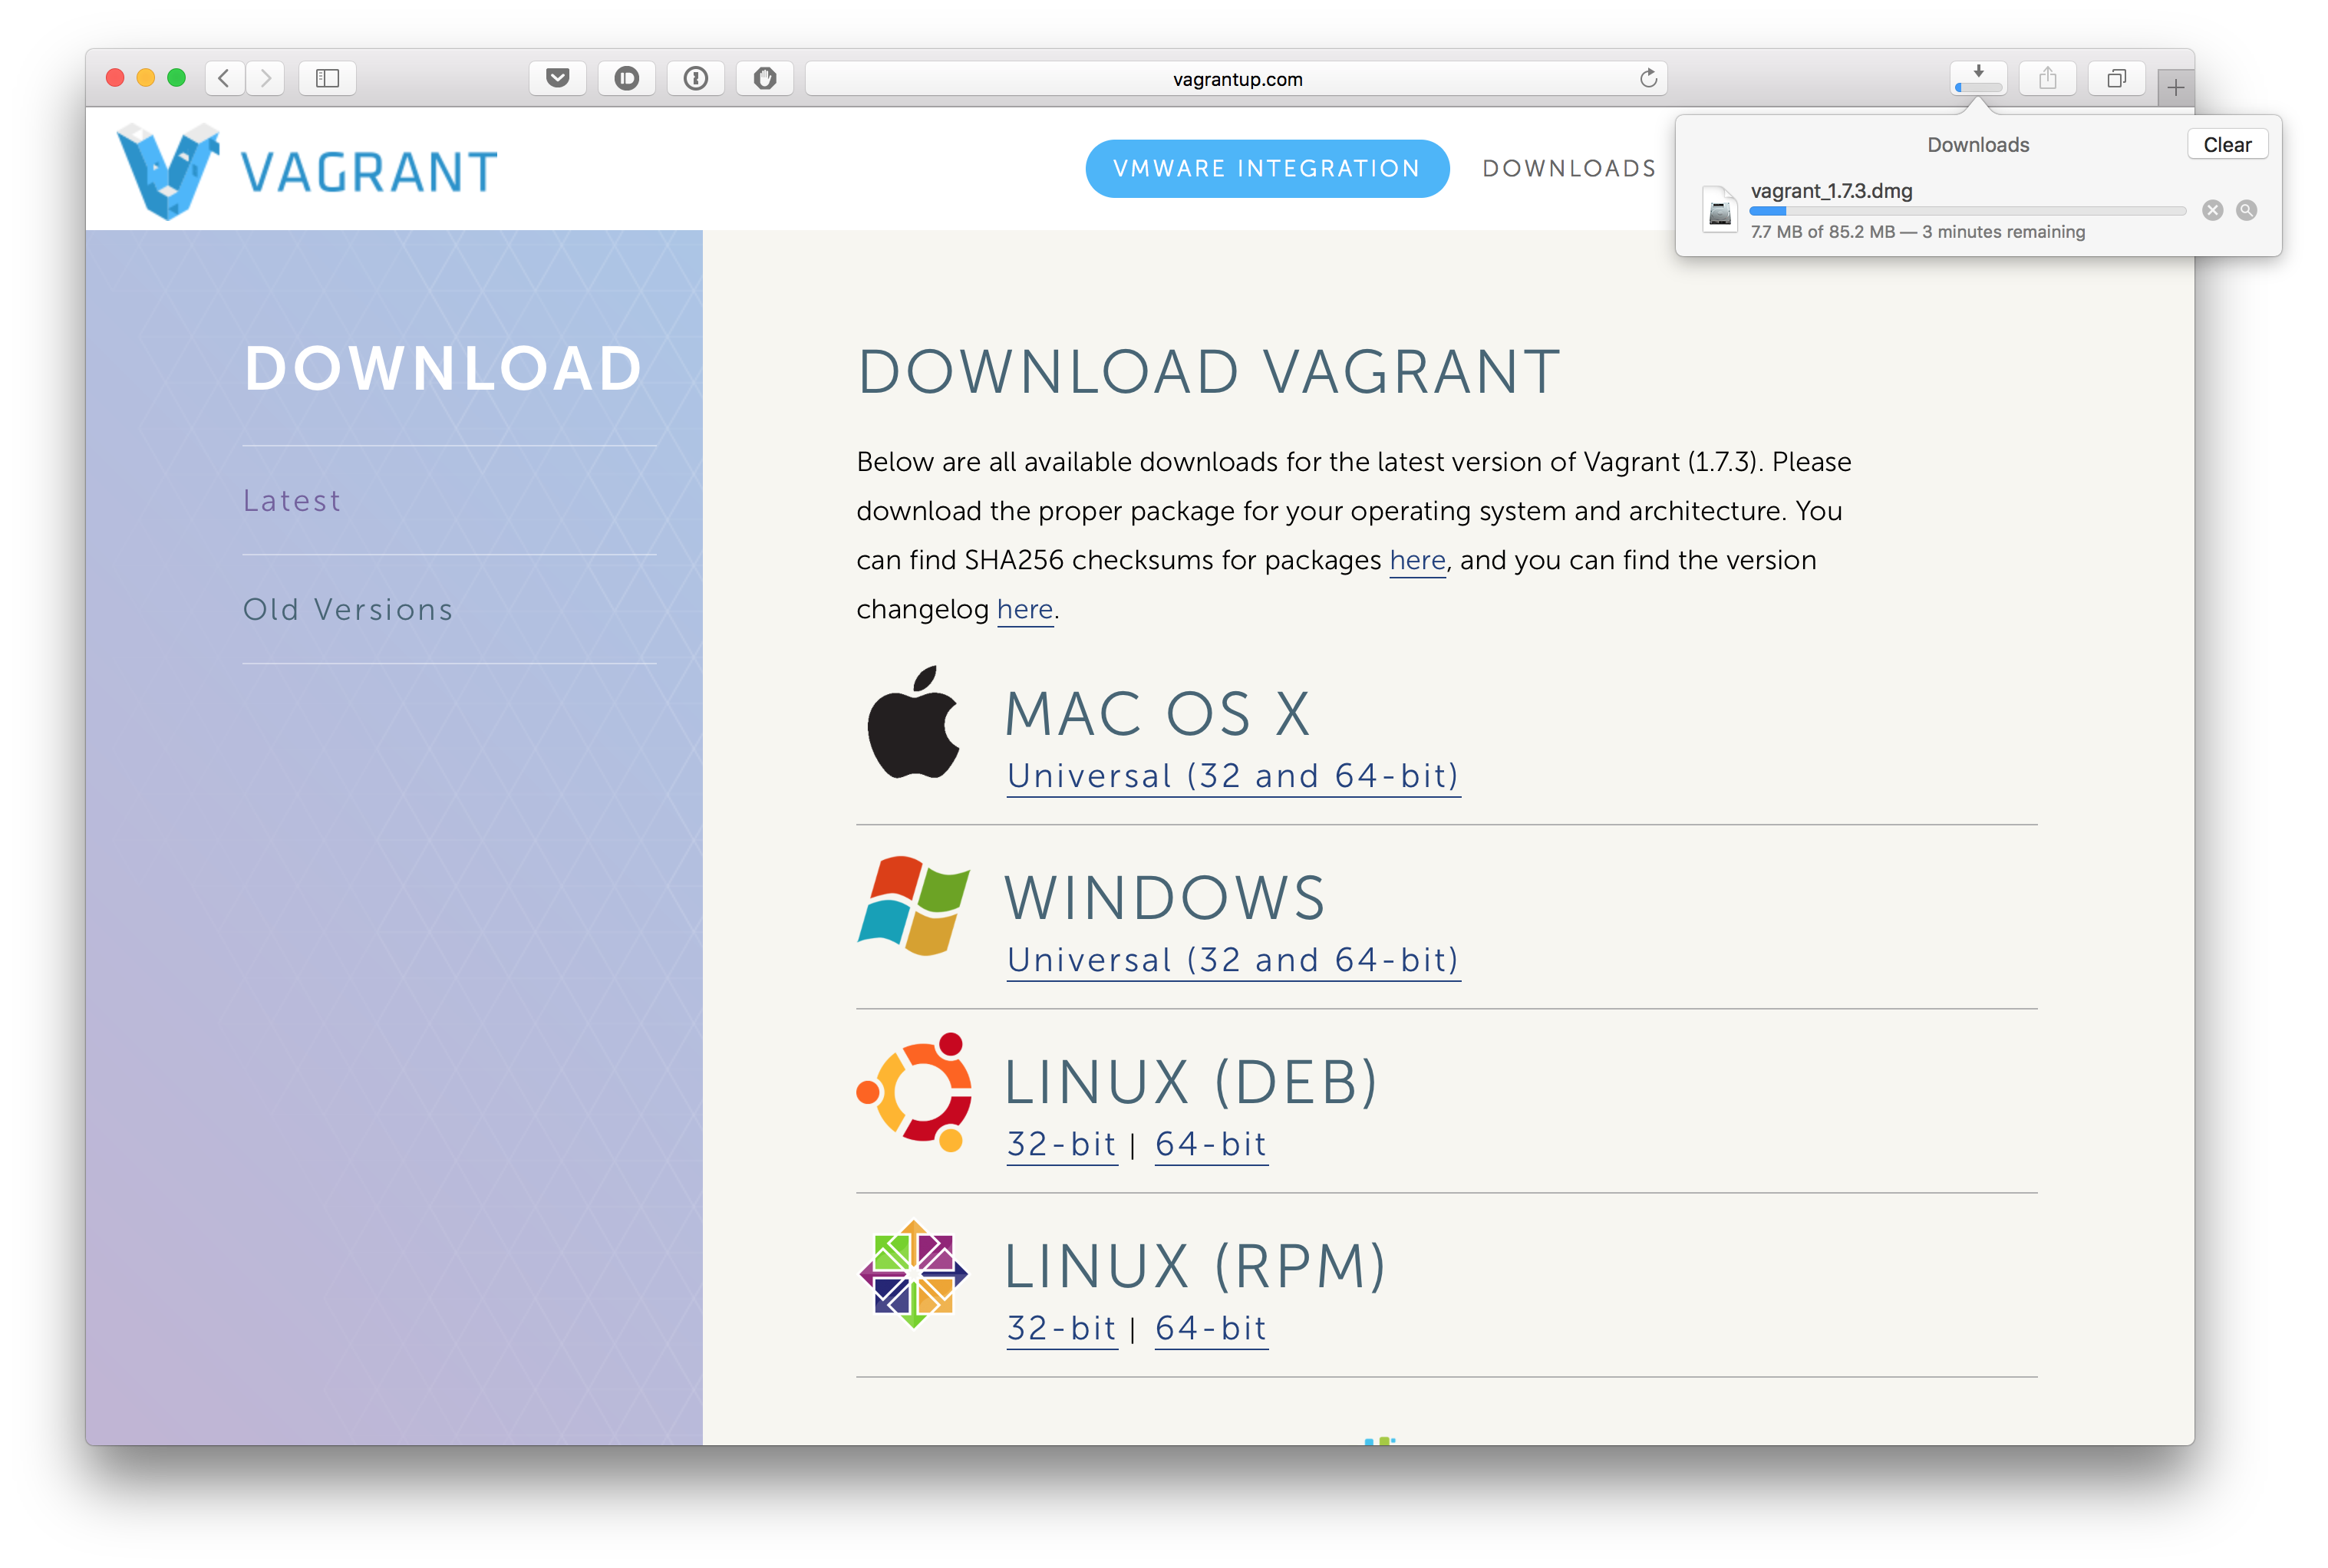 vagrantup.com
VAGRANT
VMWARE INTEGRATION
DOWNLOADS
Downloads
Clear
vagrant_1.7.3.dmg
7.7 MB of 85.2 MB — 3 minutes remaining
DOWNLOAD
Latest
Old Versions
DOWNLOAD VAGRANT
Below are all available downloads for the latest version of Vagrant (1.7.3). Please
download the proper package for your operating system and architecture. You
can find SHA256 checksums for packages here, and you can find the version
changelog here.
MAC OS X
Universal (32 and 64-bit)
WINDOWS
Universal (32 and 64-bit)
LINUX (DEB)
32-bit | 64-bit
LINUX (RPM)
32-bit | 64-bit